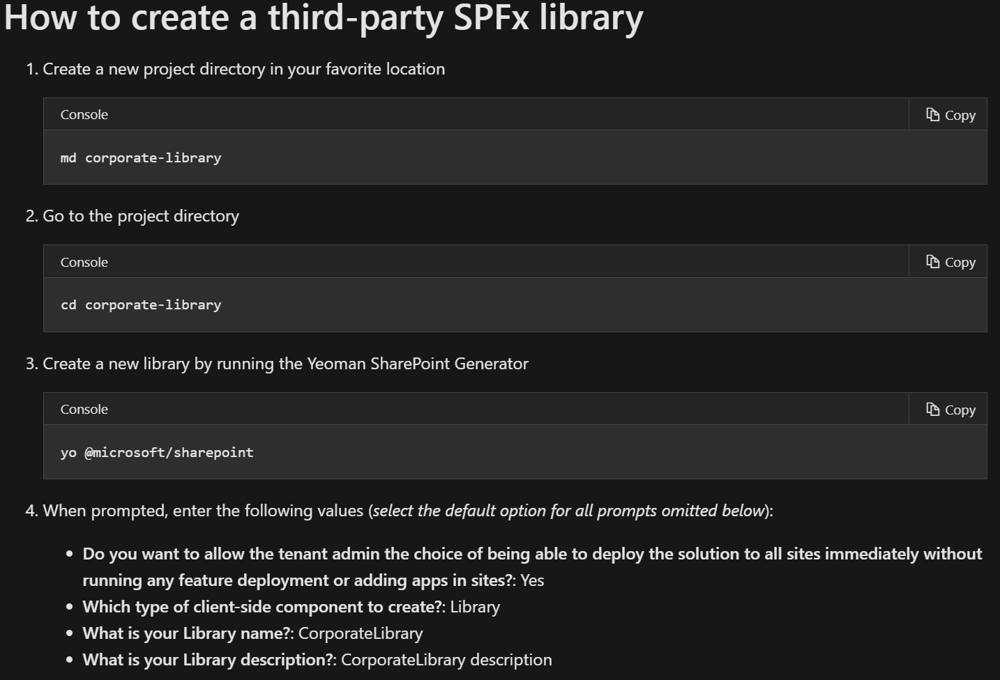 How to create a third-party SPFx library
1. Create a new project directory in your favorite location
Console
Copy
md corporate-library
2. Go to the project directory
Console
Copy
cd corporate-library
3. Create a new library by running the Yeoman SharePoint Generator
Console
Copy
yo @microsoft/sharepoint
4. When prompted, enter the following values (select the default option for all prompts omitted below):
• Do you want to allow the tenant admin the choice of being able to deploy the solution to all sites immediately without
running any feature deployment or adding apps in sites?: Yes
• Which type of client-side component to create?: Library
• What is your Library name?: CorporateLibrary
• What is your Library description?: CorporateLibrary description